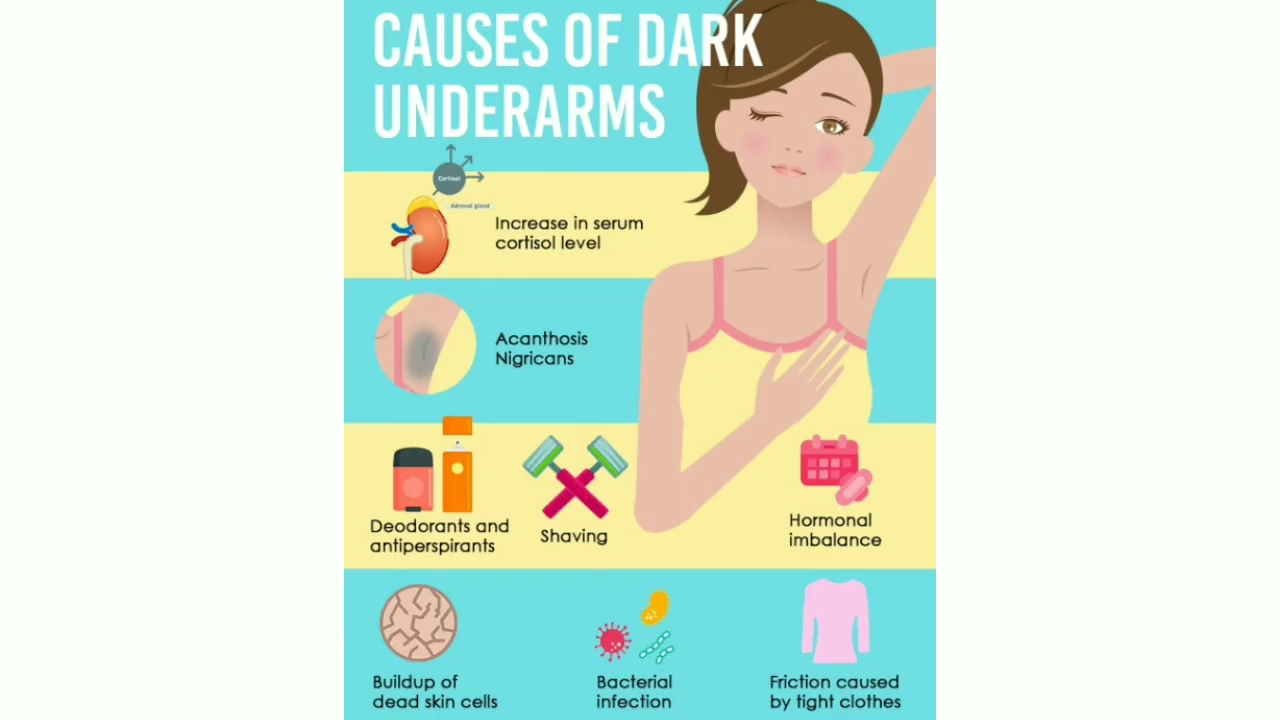 CAUSES OF DARK
UNDERARMS
Cortisol
Adrenal gland
Increase in serum
cortisol level
Acanthosis
Nigricans
Deodorants and
antiperspirants
Shaving
Hormonal
imbalance
Buildup of
dead skin cells
Bacterial
infection
Friction caused
by tight clothes